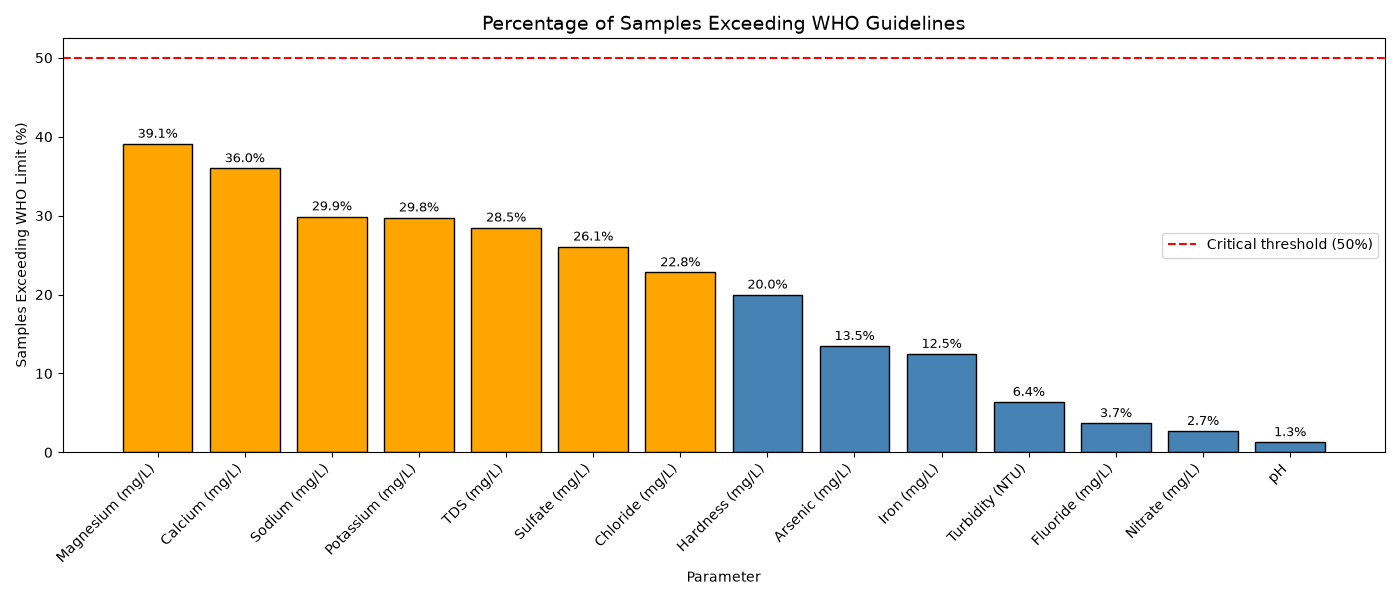 Percentage of Samples Exceeding WHO Guidelines
Samples Exceeding WHO Limit (%)
50
40
30
20
10
0
39.1%
36.0%
29.9%
29.8%
28.5%
26.1%
22.8%
20.0%
13.5%
12.5%
6.4%
3.7%
2.7%
1.3%
Critical threshold (50%)
Magnesium (mg/L)
Calcium (mg/L)
Sodium (mg/L)
Potassium (mg/L)
TDS (mg/L)
Sulfate (mg/L)
Chloride (mg/L)
Hardness (mg/L)
Arsenic (mg/L)
Iron (mg/L)
Turbidity (NTU)
Fluoride (mg/L)
Nitrate (mg/L)
pH
Parameter